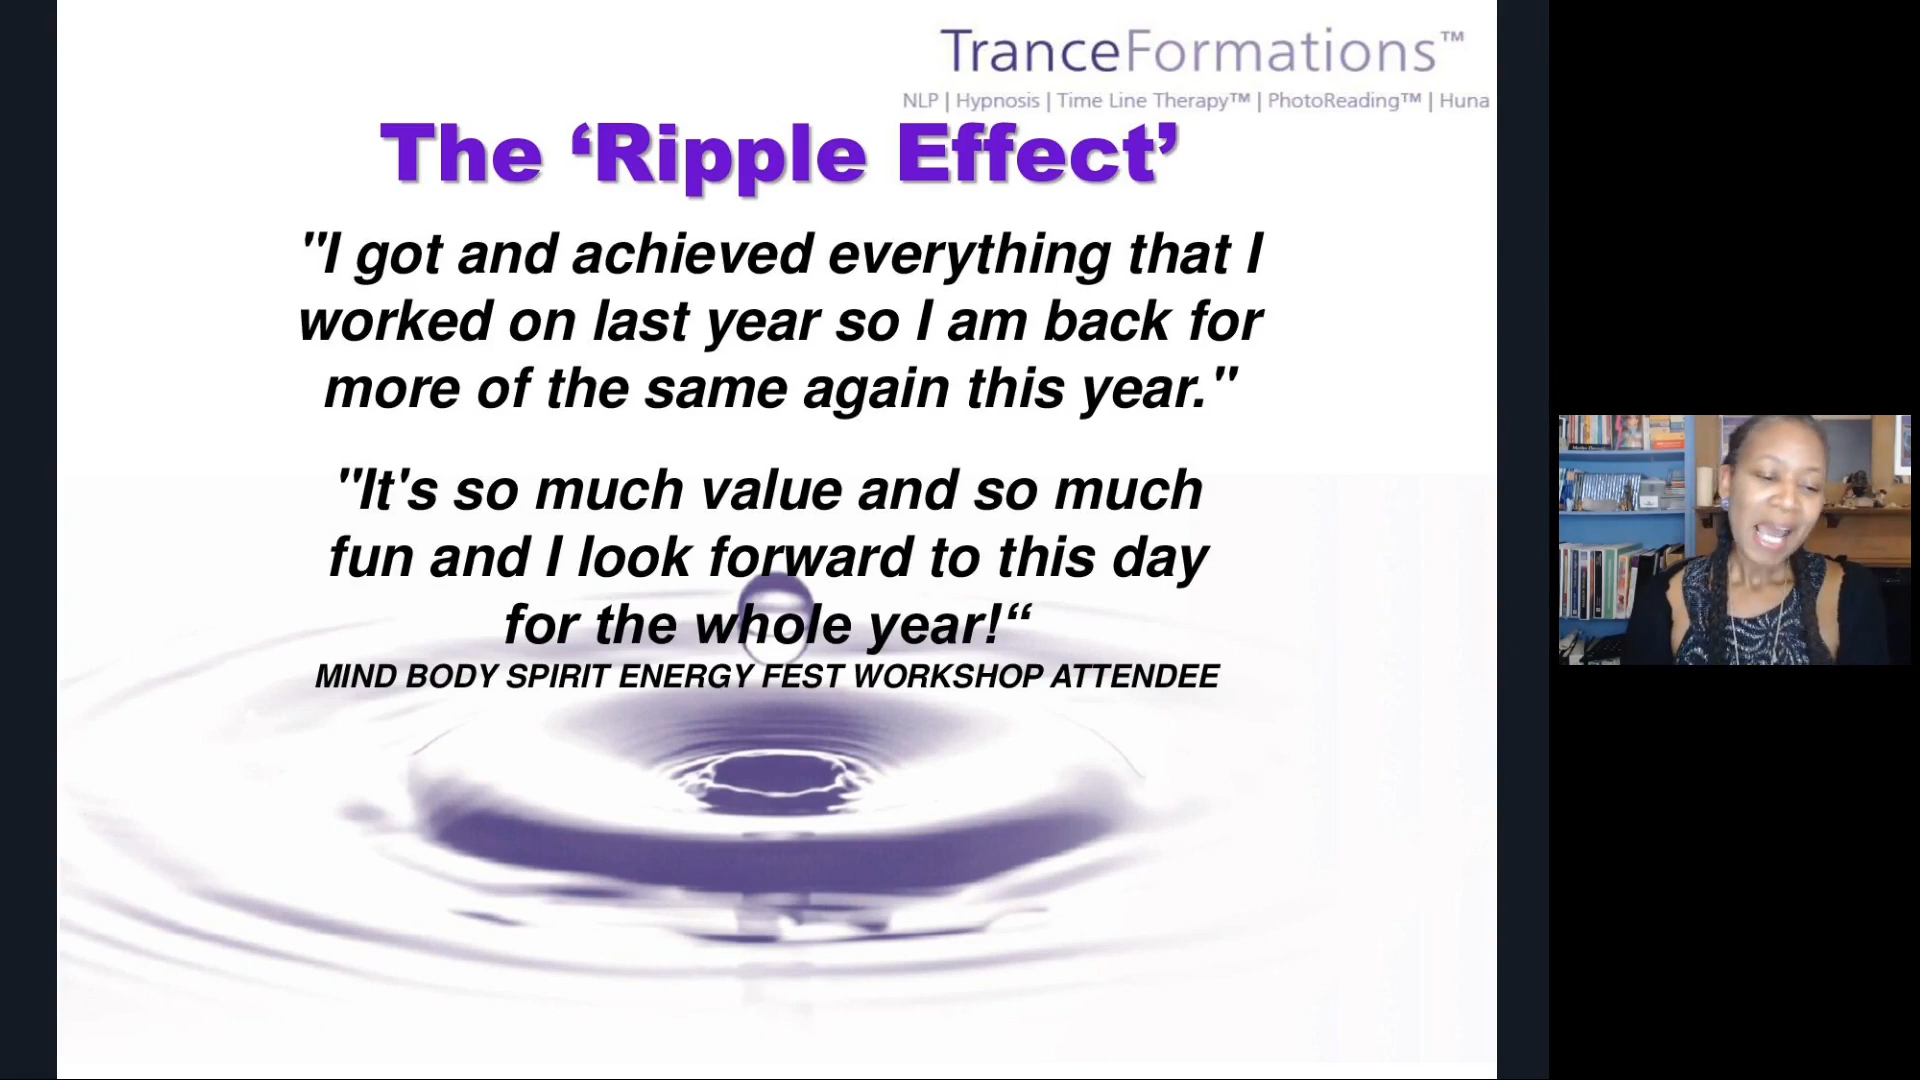 TranceFormations™
NLP | Hypnosis | Time Line Therapy™ | PhotoReading™ | Huna
The ‘Ripple Effect’
"I got and achieved everything that I
worked on last year so I am back for
more of the same again this year."
"It's so much value and so much
fun and I look forward to this day
for the whole year!“
MIND BODY SPIRIT ENERGY FEST WORKSHOP ATTENDEE